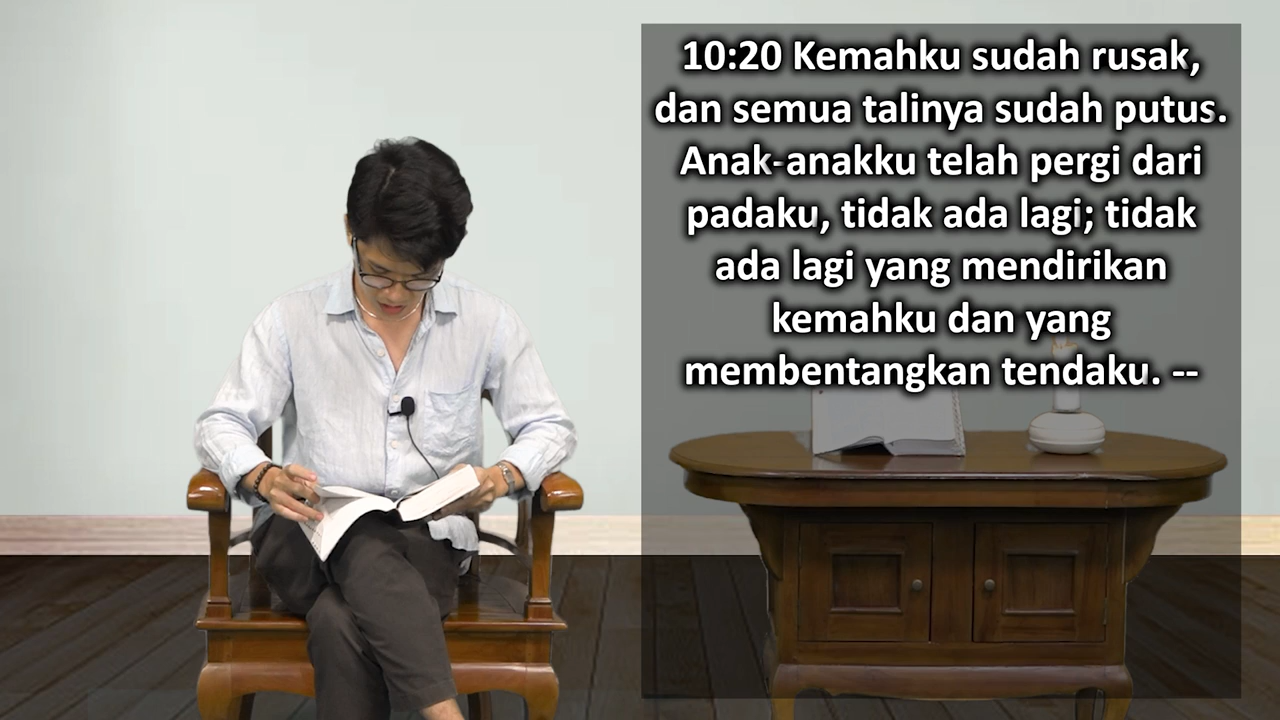 10:20 Kemahku sudah rusak,
dan semua talinya sudah putus.
Anak-anakku telah pergi dari
padaku, tidak ada lagi; tidak
ada lagi yang mendirikan
kemahku dan yang
membentangkan tendaku. --